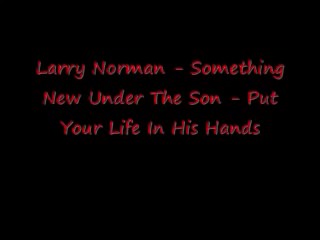 Larry Norman - Something
New Under The Son - Put
Your Life In His Hands